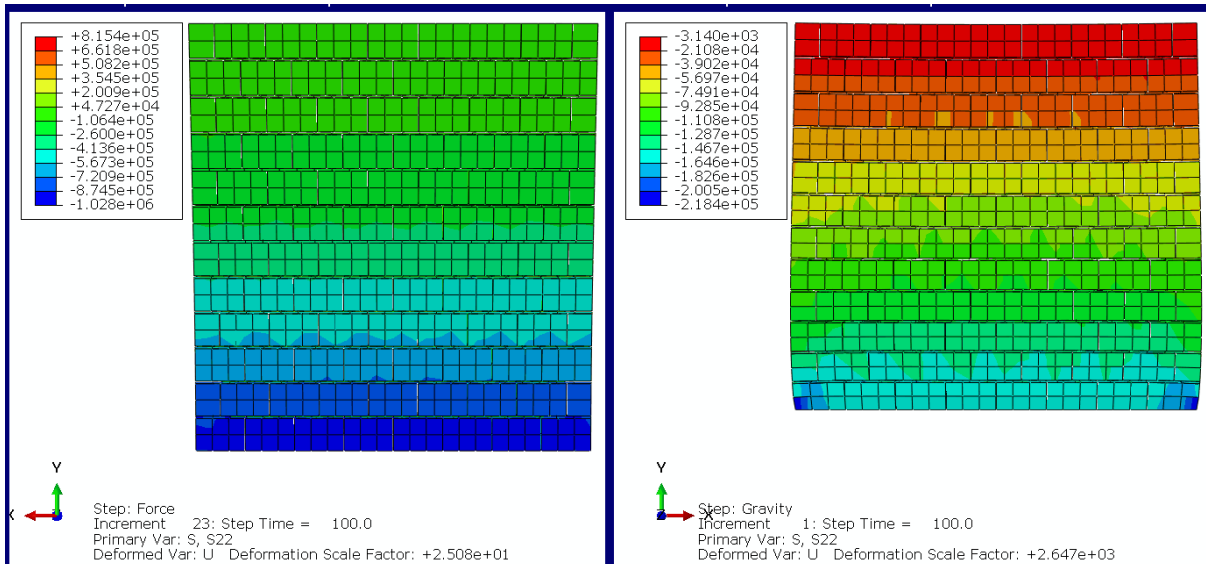 +8.154e+05
+6.618e+05
+5.082e+05
+3.545e+05
+2.009e+05
+4.727e+04
-1.064e+05
-2.600e+05
-4.136e+05
-5.673e+05
-7.209e+05
-8.745e+05
-1.028e+06
Y
X
Step: Force
Increment 23: Step Time = 100.0
Primary Var: S, S22
Deformed Var: U Deformation Scale Factor: +2.508e+01
-3.140e+03
-2.108e+04
-3.902e+04
-5.697e+04
-7.491e+04
-9.285e+04
-1.108e+05
-1.287e+05
-1.467e+05
-1.646e+05
-1.826e+05
-2.005e+05
-2.184e+05
Y
Z
X
Step: Gravity
Increment 1: Step Time = 100.0
Primary Var: S, S22
Deformed Var: U Deformation Scale Factor: +2.647e+03